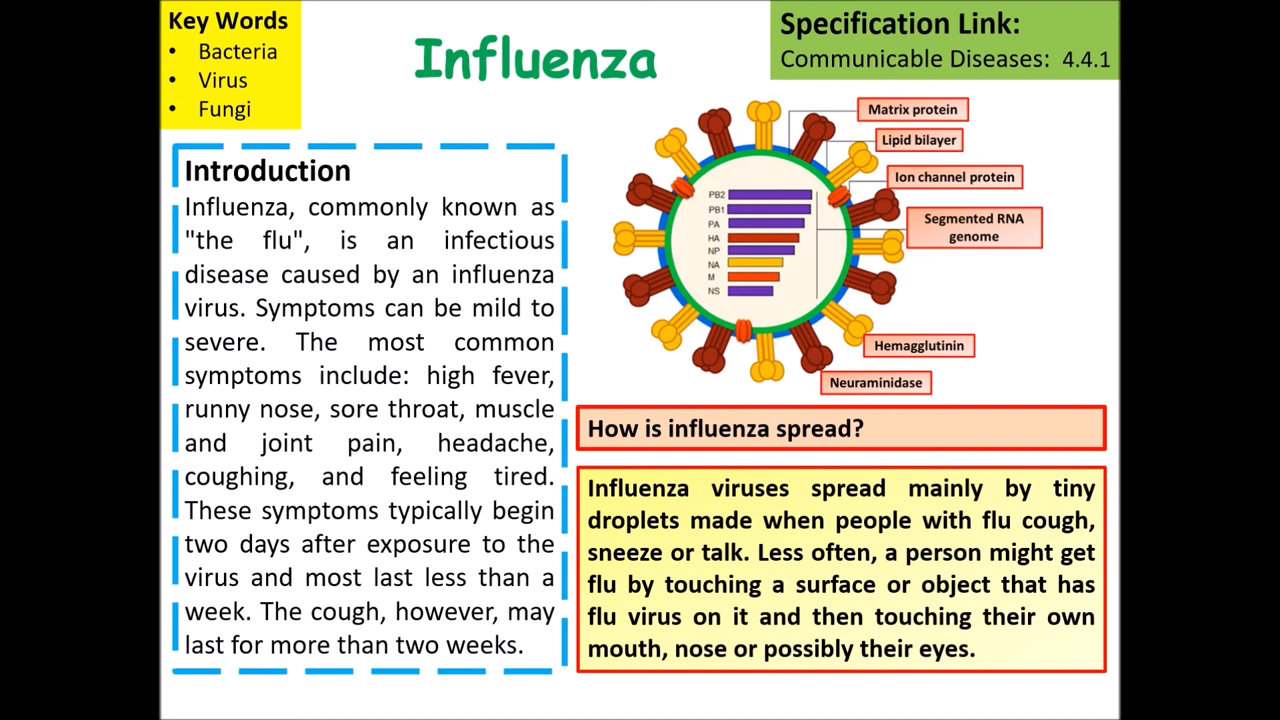 Key Words
• Bacteria
• Virus
• Fungi
Influenza
Specification Link:
Communicable Diseases: 4.4.1
Introduction
Influenza, commonly known as
"the flu", is an infectious
disease caused by an influenza
virus. Symptoms can be mild to
severe. The most common
symptoms include: high fever,
runny nose, sore throat, muscle
and joint pain, headache,
coughing, and feeling tired.
These symptoms typically begin
two days after exposure to the
virus and most last less than a
week. The cough, however, may
last for more than two weeks.
Matrix protein
Lipid bilayer
Ion channel protein
Segmented RNA
genome
PB2
PB1
PA
HA
NP
NA
M
NS
Hemagglutinin
Neuraminidase
How is influenza spread?
Influenza viruses spread mainly by tiny
droplets made when people with flu cough,
sneeze or talk. Less often, a person might get
flu by touching a surface or object that has
flu virus on it and then touching their own
mouth, nose or possibly their eyes.